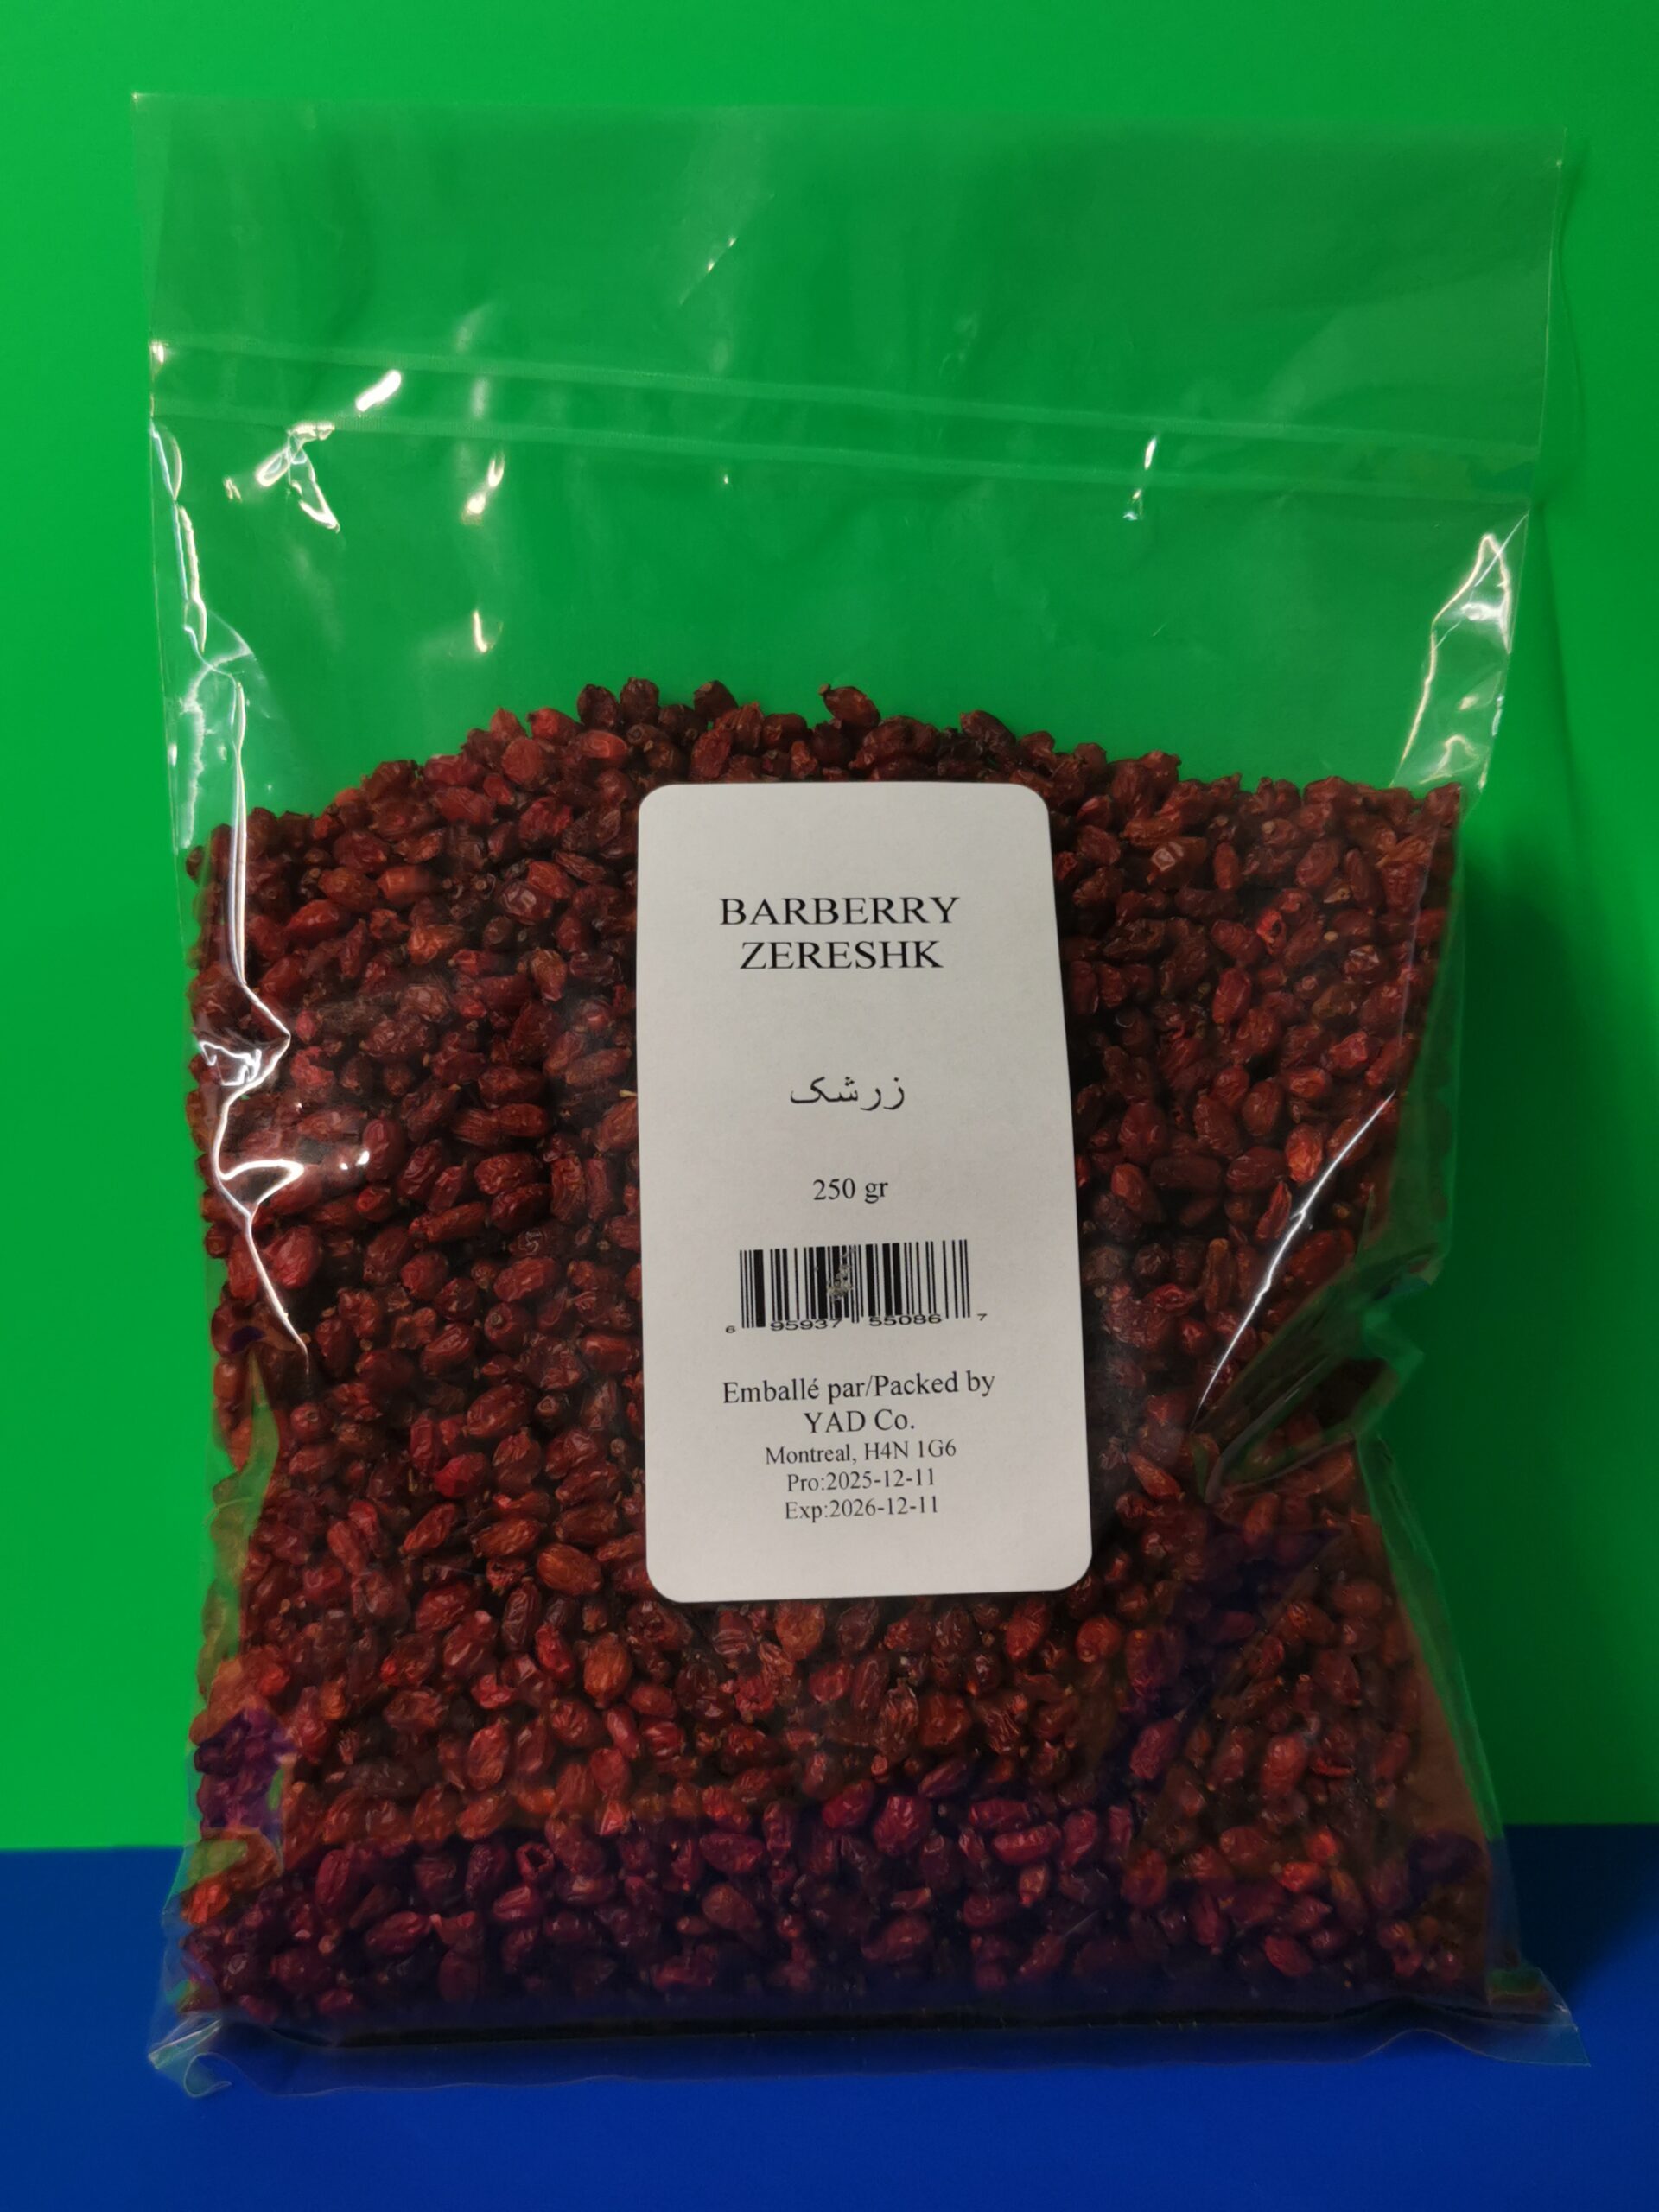 BARBERRY
ZERESHK
زرشک
250 gr
6 95937 55086 7
Emballé par/Packed by
YAD Co.
Montreal, H4N 1G6
Pro:2025-12-11
Exp:2026-12-11